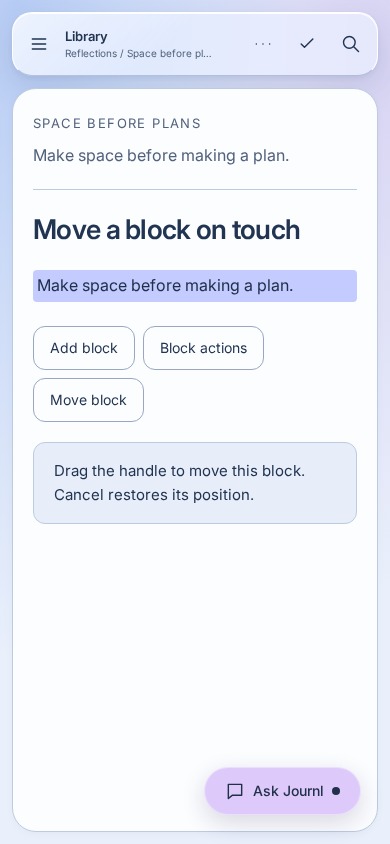 Library
Reflections / Space before pl...
SPACE BEFORE PLANS
Make space before making a plan.
Move a block on touch
Make space before making a plan.
Add block
Block actions
Move block
Drag the handle to move this block.
Cancel restores its position.
Ask Journl